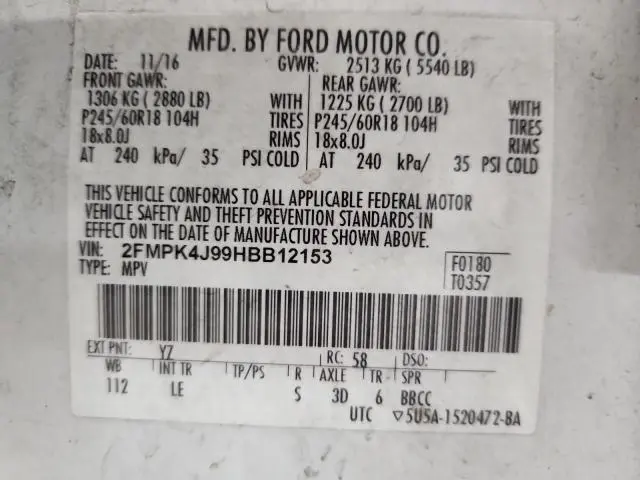 MFD. BY FORD MOTOR CO.
DATE: 11/16 GVWR: 2513 KG ( 5540 LB)
FRONT GAWR: REAR GAWR:
1306 KG ( 2880 LB) WITH 1225 KG ( 2700 LB) WITH
P245/60R18 104H TIRES P245/60R18 104H TIRES
18x8.0J RIMS 18x8.0J RIMS
AT 240 kPa/ 35 PSI COLD AT 240 kPa/ 35 PSI COLD
THIS VEHICLE CONFORMS TO ALL APPLICABLE FEDERAL MOTOR
VEHICLE SAFETY AND THEFT PREVENTION STANDARDS IN
EFFECT ON THE DATE OF MANUFACTURE SHOWN ABOVE.
VIN: 2FMPK4J99HBB12153
TYPE: MPV
F0180
T0357
EXT PNT: YZ RC: 58 DSO:
WB INT TR TP/PS R AXLE TR SPR
112 LE S 3D 6 BBCC
UTC ▽5U5A-1520472-BA